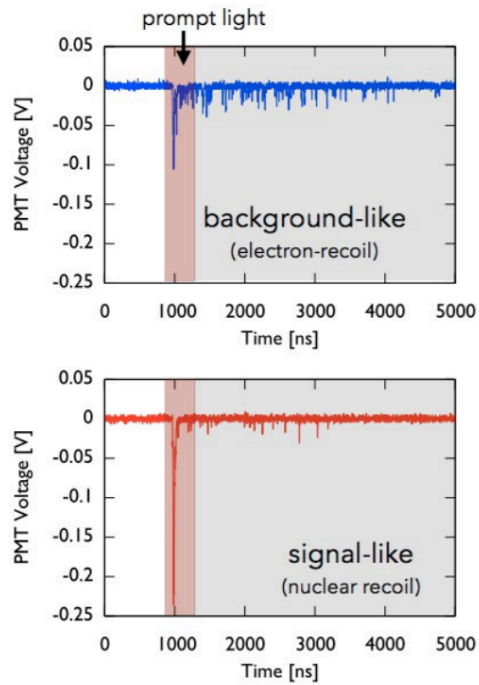 prompt light
0.05
0
-0.05
-0.1
-0.15
-0.2
-0.25
PMT Voltage [V]
background-like
(electron-recoil)
0 1000 2000 3000 4000 5000
Time [ns]
0.05
0
-0.05
-0.1
-0.15
-0.2
-0.25
PMT Voltage [V]
signal-like
(nuclear recoil)
0 1000 2000 3000 4000 5000
Time [ns]